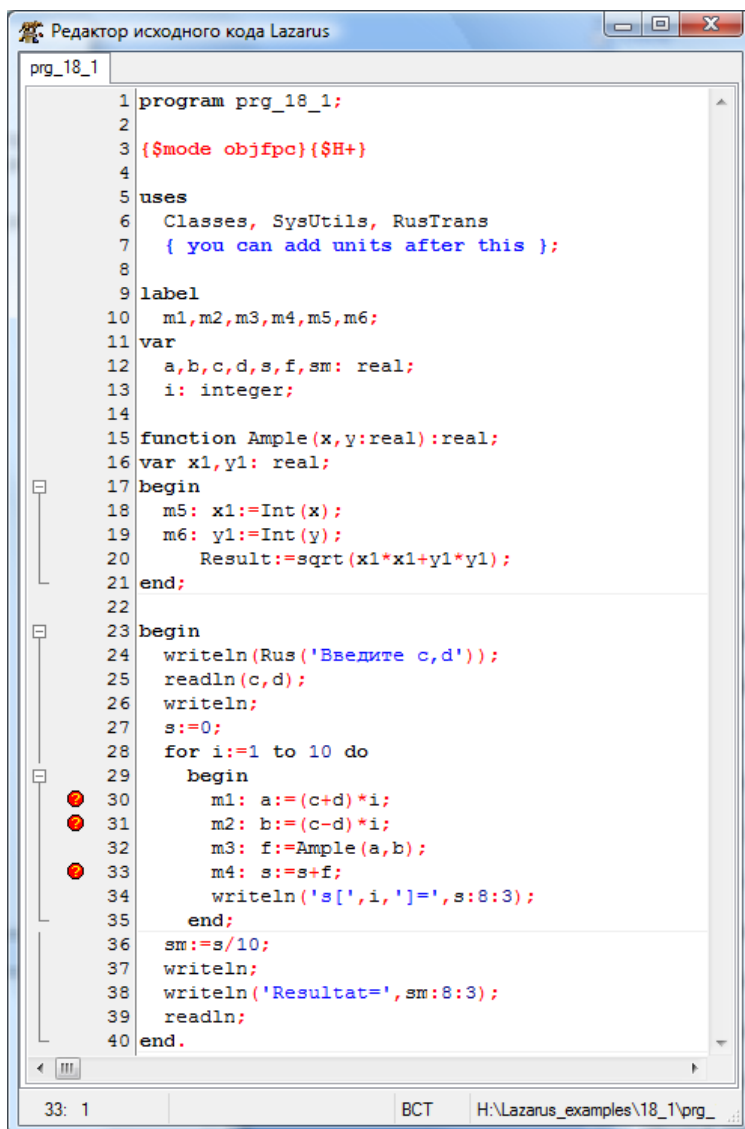 Редактор исходного кода Lazarus
prg_18_1
1 program prg_18_1;
2
3 {$mode objfpc}{$H+}
4
5 uses
6   Classes, SysUtils, RusTrans
7   { you can add units after this };
8
9 label
10   m1,m2,m3,m4,m5,m6;
11 var
12   a,b,c,d,s,f,sm: real;
13   i: integer;
14
15 function Ample(x,y:real):real;
16 var x1,y1: real;
17 begin
18   m5: x1:=Int(x);
19   m6: y1:=Int(y);
20      Result:=sqrt(x1*x1+y1*y1);
21 end;
22
23 begin
24   writeln(Rus('Введите c,d'));
25   readln(c,d);
26   writeln;
27   s:=0;
28   for i:=1 to 10 do
29     begin
30       m1: a:=(c+d)*i;
31       m2: b:=(c-d)*i;
32       m3: f:=Ample(a,b);
33       m4: s:=s+f;
34       writeln('s[',i,']=',s:8:3);
35     end;
36   sm:=s/10;
37   writeln;
38   writeln('Resultat=',sm:8:3);
39   readln;
40 end.
33: 1 ВСТ H:\Lazarus_examples\18_1\prg_